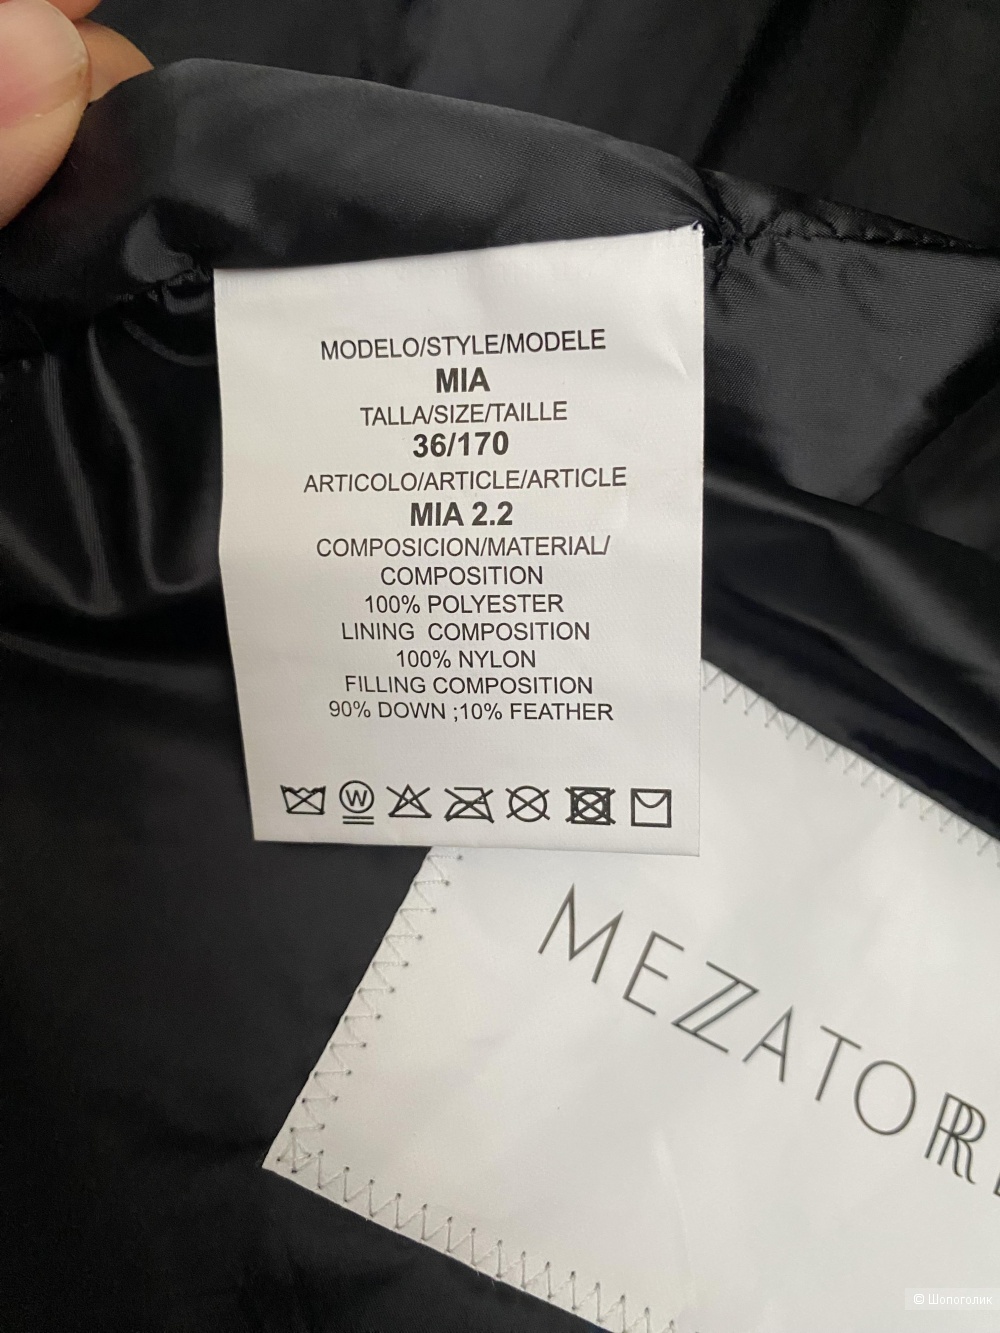 MODELO/STYLE/MODELE
MIA
TALLA/SIZE/TAILLE
36/170
ARTICOLO/ARTICLE/ARTICLE
MIA 2.2
COMPOSICION/MATERIAL/
COMPOSITION
100% POLYESTER
LINING COMPOSITION
100% NYLON
FILLING COMPOSITION
90% DOWN ;10% FEATHER
W
MEZZATORR
© Шопоголик